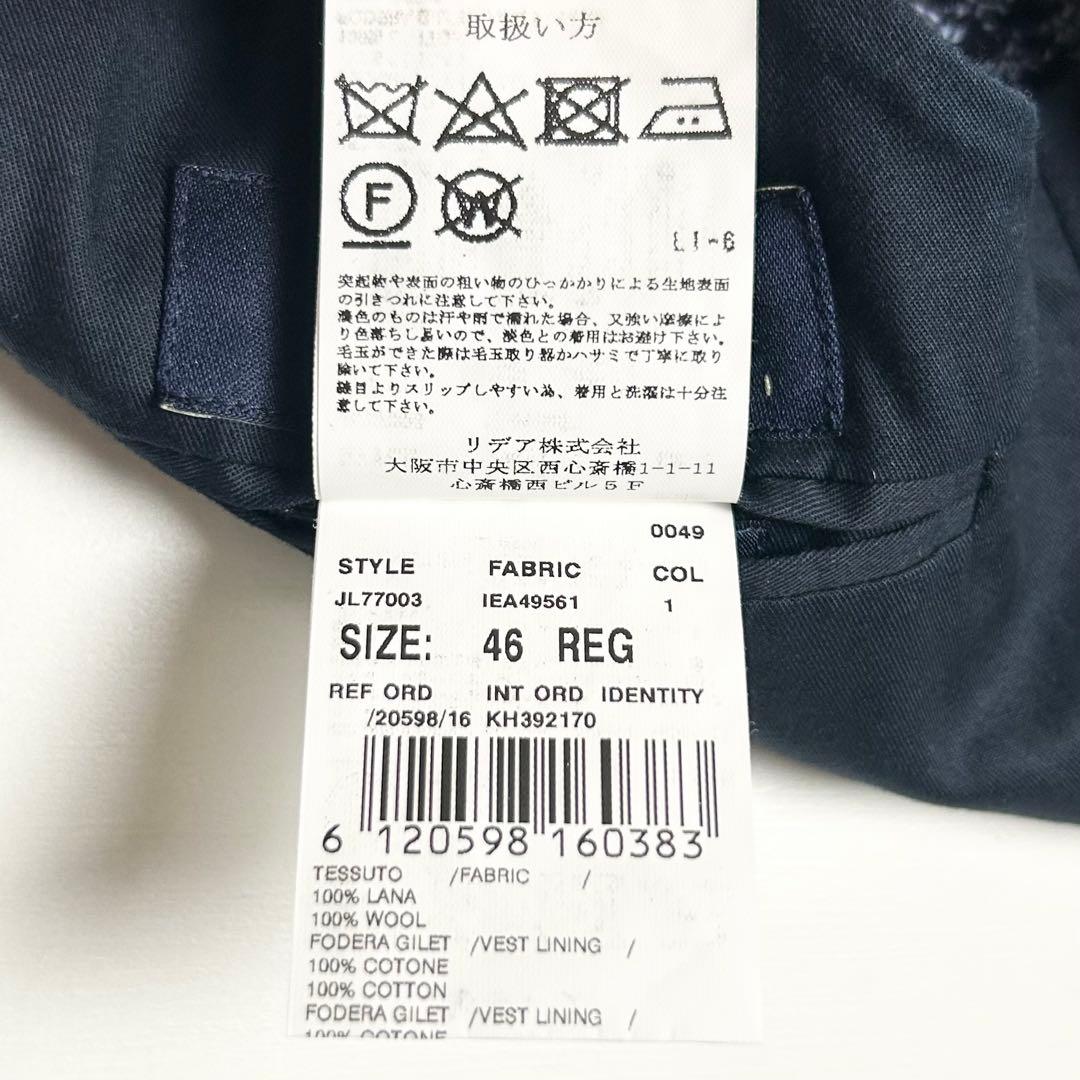 取扱い方
F
W
L1-6
突起物や表面の粗い物のひっかかりによる生地表面
の引きつれに注意して下さい。
濃色のものは汗や雨で濡れた場合、又強い摩擦によ
り色落ちし易いので、淡色との着用はお避け下さい。
毛玉ができた際は毛玉取り器かハサミで丁寧に取り
除いて下さい。
縫目よりスリップしやすい為、着用と洗濯は十分注
意して下さい。
リデア株式会社
大阪市中央区西心斎橋1-1-11
心斎橋西ビル5F
0049
STYLE FABRIC COL
JL77003 IEA49561 1
SIZE: 46 REG
REF ORD INT ORD IDENTITY
/20598/16 KH392170
6 120598 160383
TESSUTO /FABRIC /
100% LANA
100% WOOL
FODERA GILET /VEST LINING /
100% COTONE
100% COTTON
FODERA GILET /VEST LINING /
100% COTONE